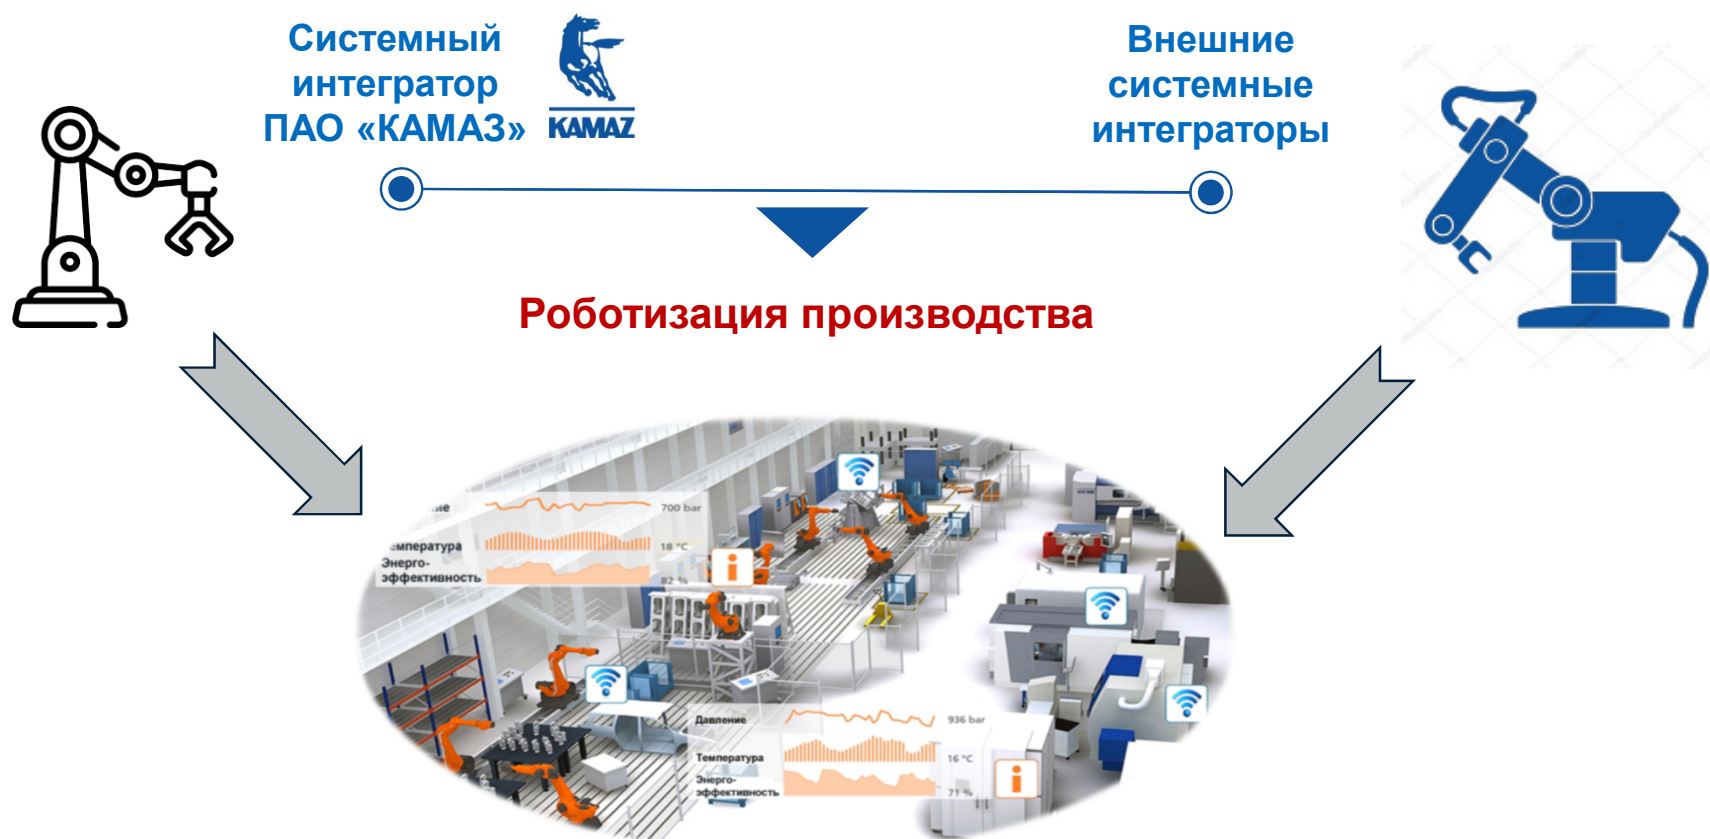 Системный
интегратор
ПАО «КАМАЗ»
KAMAZ
Внешние
системные
интеграторы
Роботизация производства
700 bar
Температура
18 °C
Энерго-
эффективность
82 %
Давление
936 bar
Температура
16 °C
Энерго-
эффективность
71 %